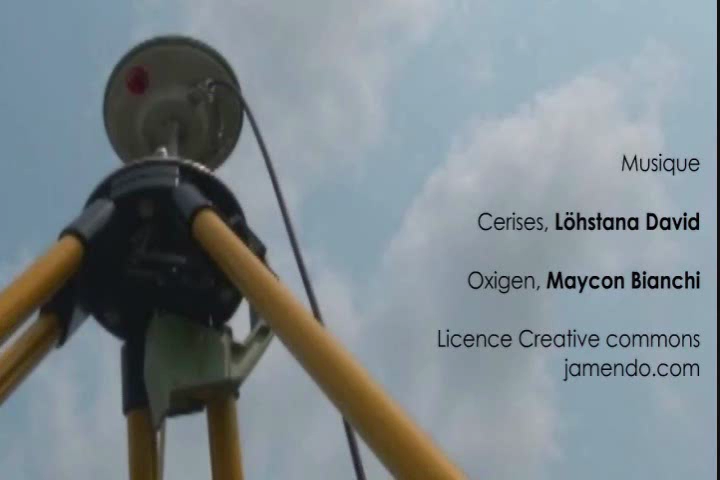 Musique
Cerises, Löhstana David
Oxigen, Maycon Bianchi
Licence Creative commons
jamendo.com